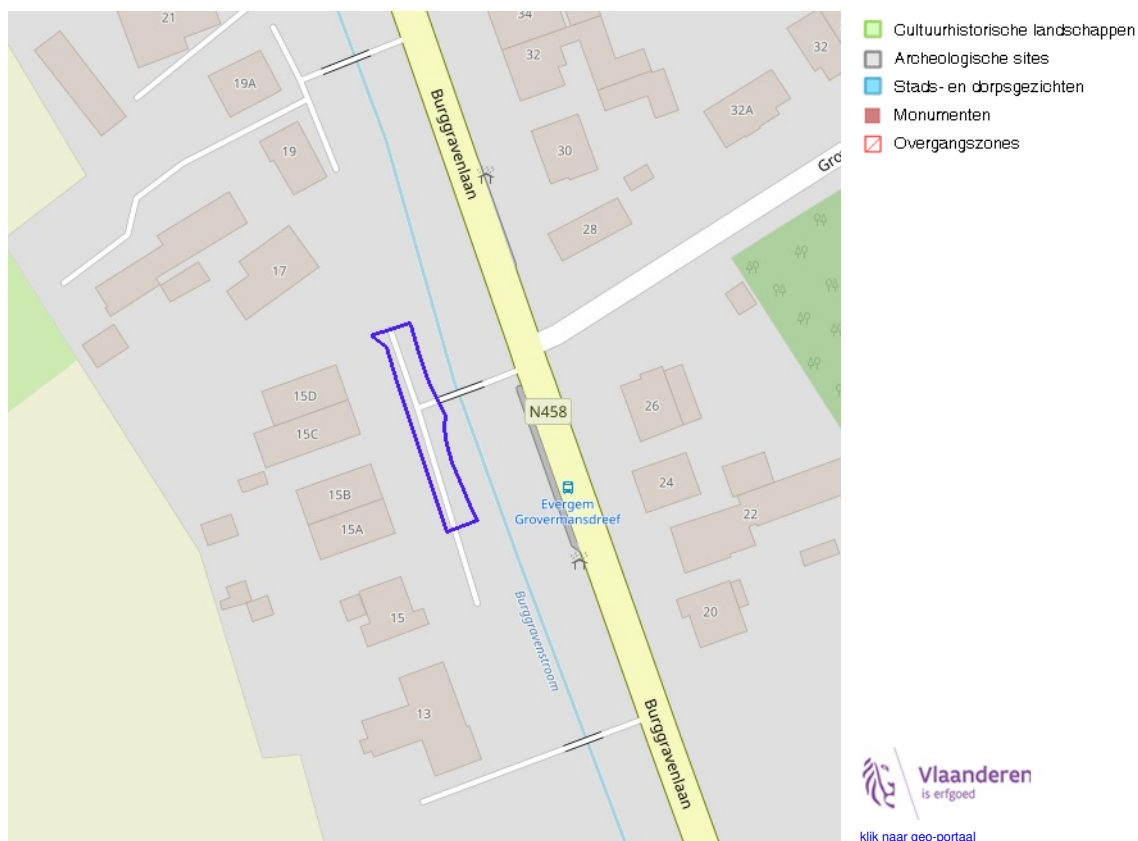 21
34
32
32
19A
32A
Burggravenlaan
19
30
Gro
28
17
15D
26
N458
15C
24
15B
Evergem
Grovermansdreef
22
15A
15
20
Burggravenstroom
13
Burggravenlaan
Cultuurhistorische landschappen
Archeologische sites
Stads- en dorpsgezichten
Monumenten
Overgangszones
Vlaanderen
is erfgoed
klik naar geo-portaal